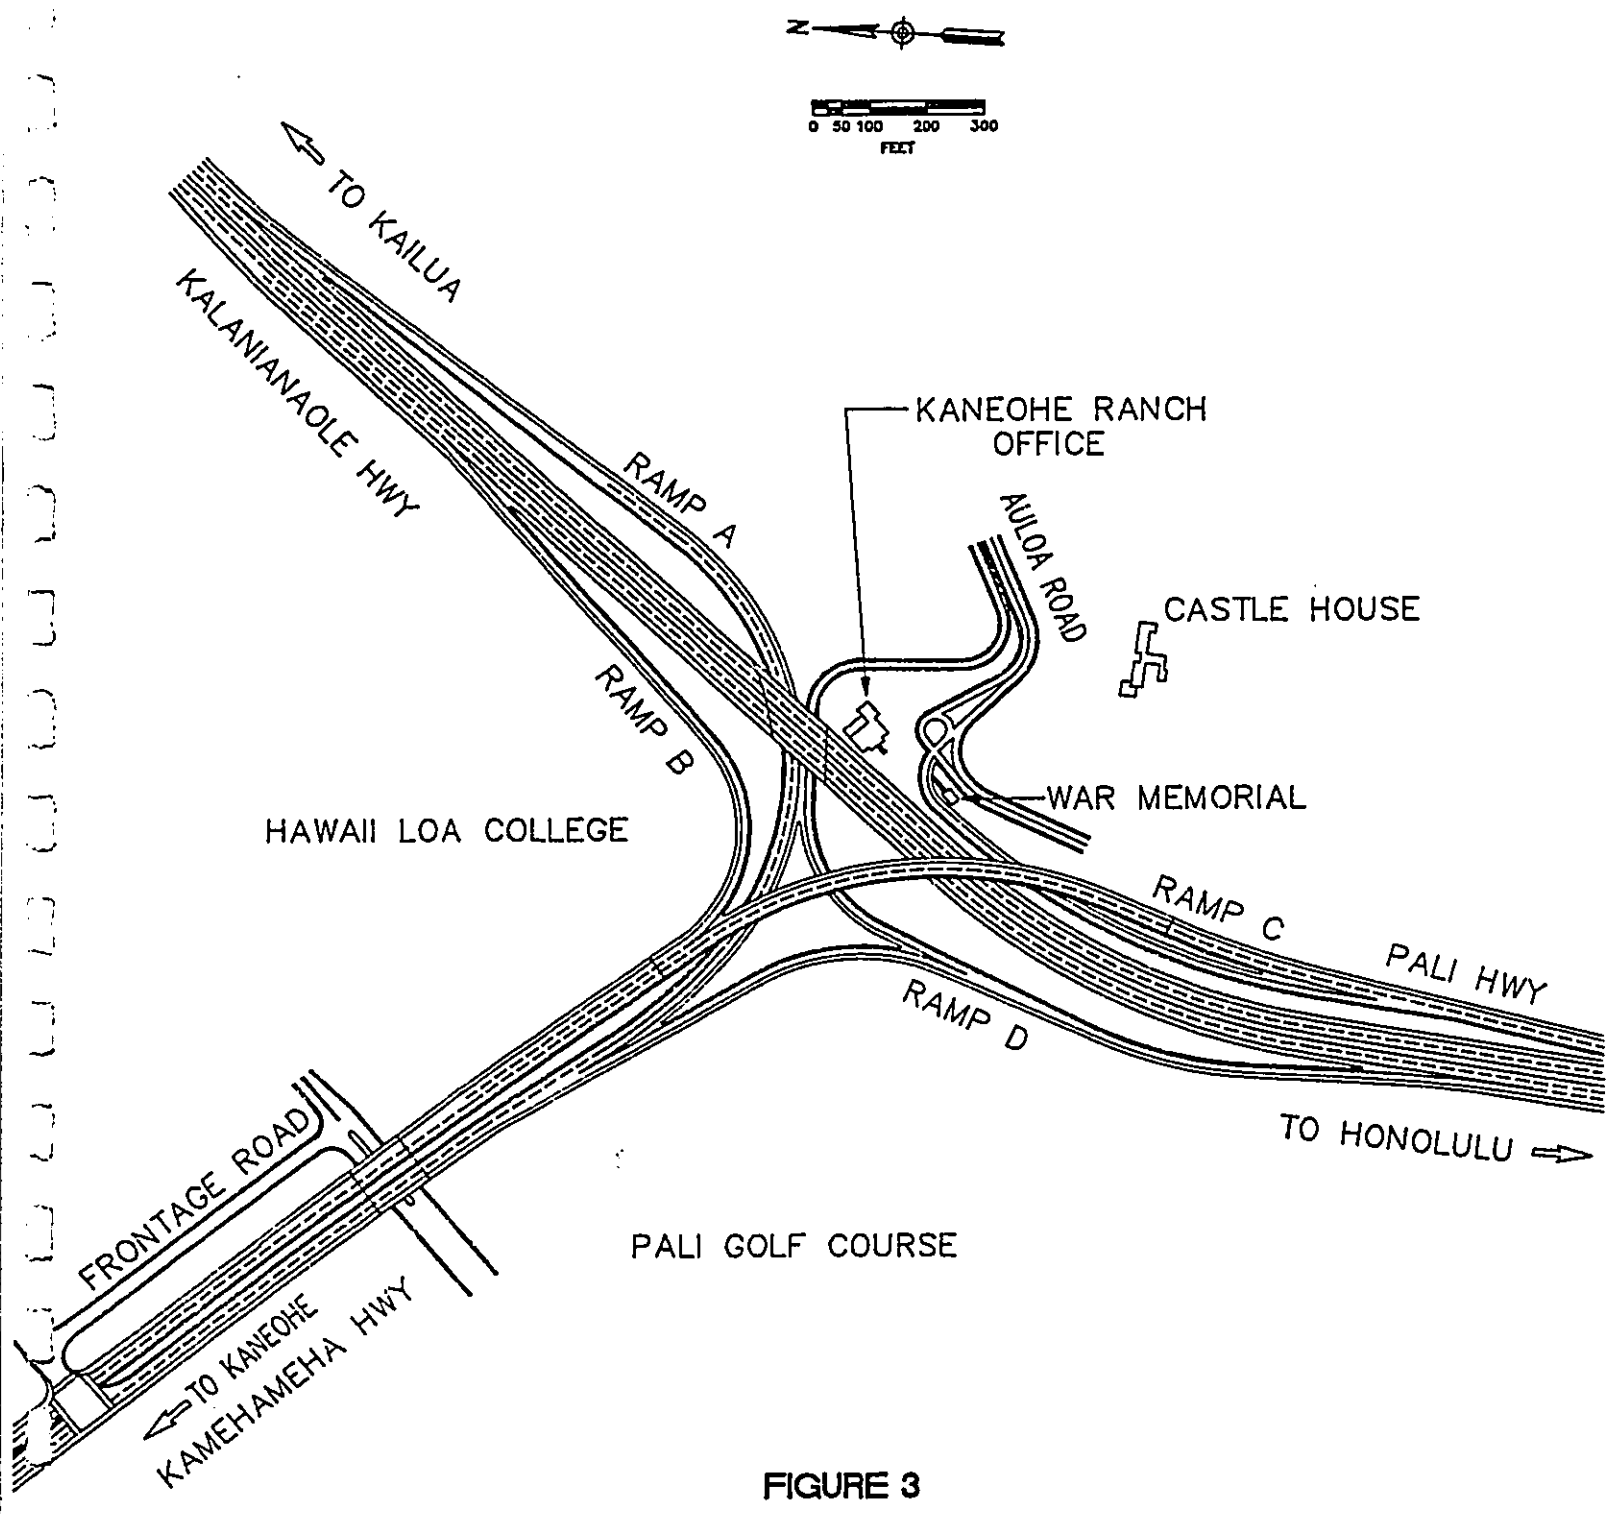 N
0 50 100 200 300
FEET
TO KAILUA
KALANIANAOLE HWY
KANEOHE RANCH
OFFICE
RAMP A
AULOA ROAD
CASTLE HOUSE
RAMP B
WAR MEMORIAL
HAWAII LOA COLLEGE
RAMP C
PALI HWY
RAMP D
TO HONOLULU
FRONTAGE ROAD
PALI GOLF COURSE
TO KANEOHE
KAMEHAMEHA HWY
FIGURE 3